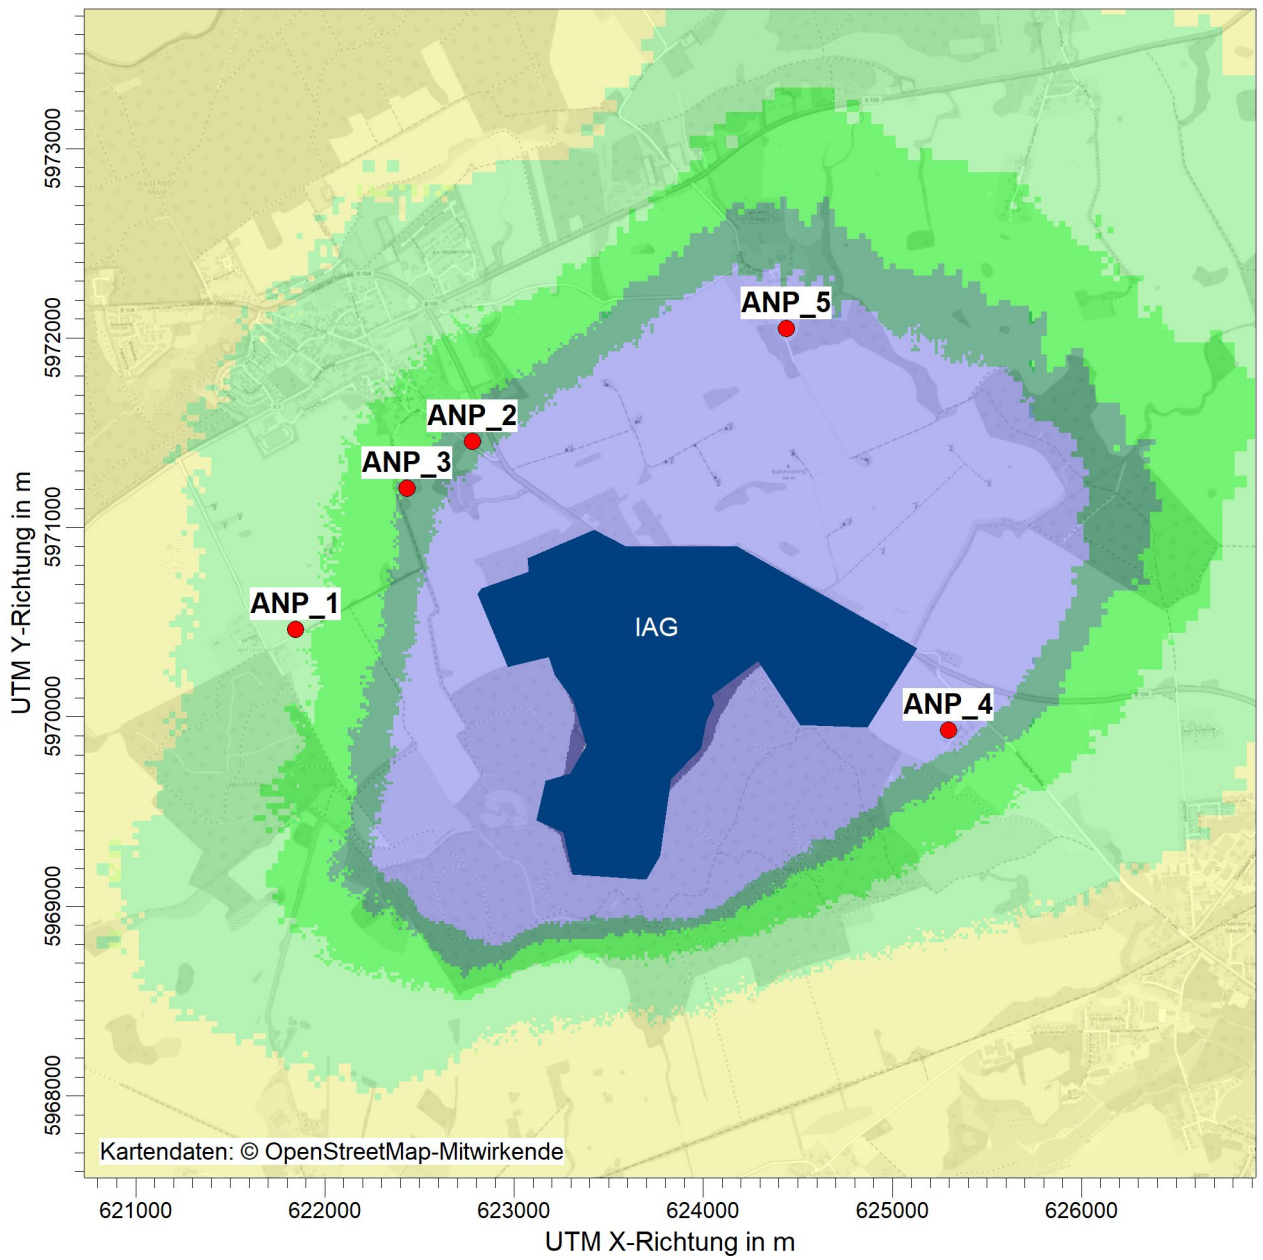 5973000
5972000
5971000
5970000
5969000
5968000
UTM Y-Richtung in m
ANP_5
ANP_2
ANP_3
ANP_1
IAG
ANP_4
Kartendaten: © OpenStreetMap-Mitwirkende
621000 622000 623000 624000 625000 626000
UTM X-Richtung in m